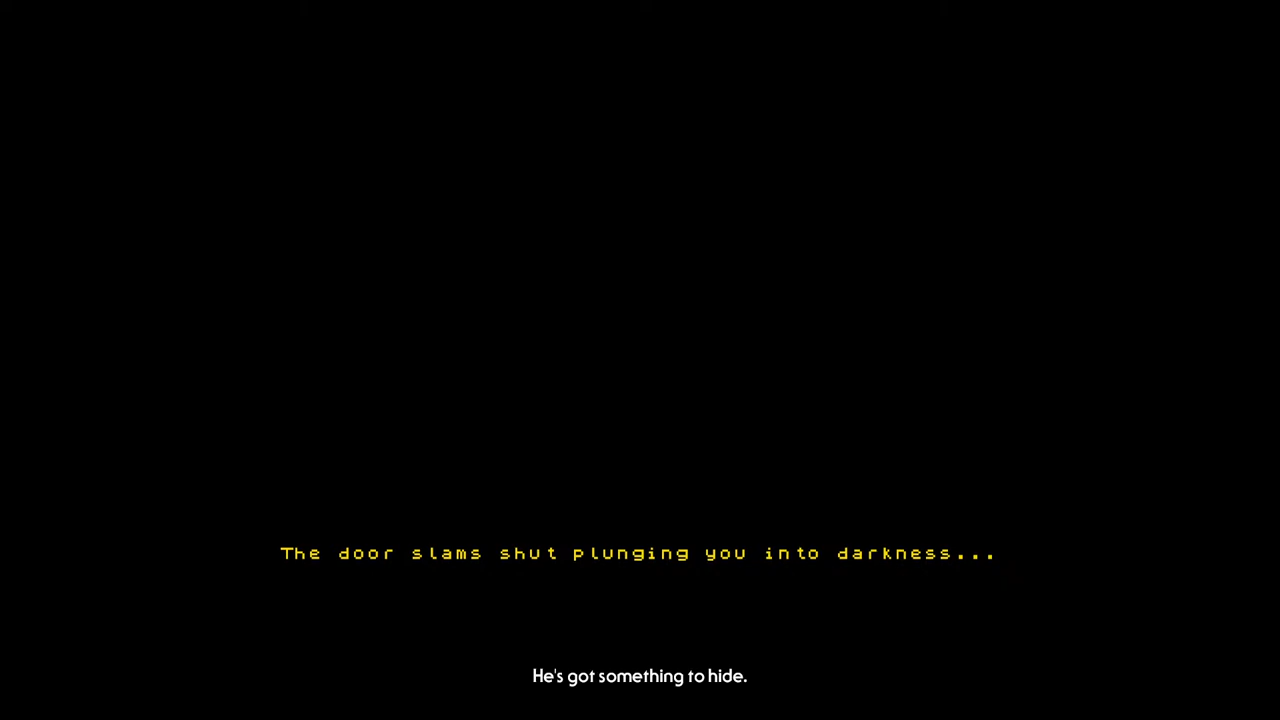 The door slams shut plunging you into darkness...
He's got something to hide.